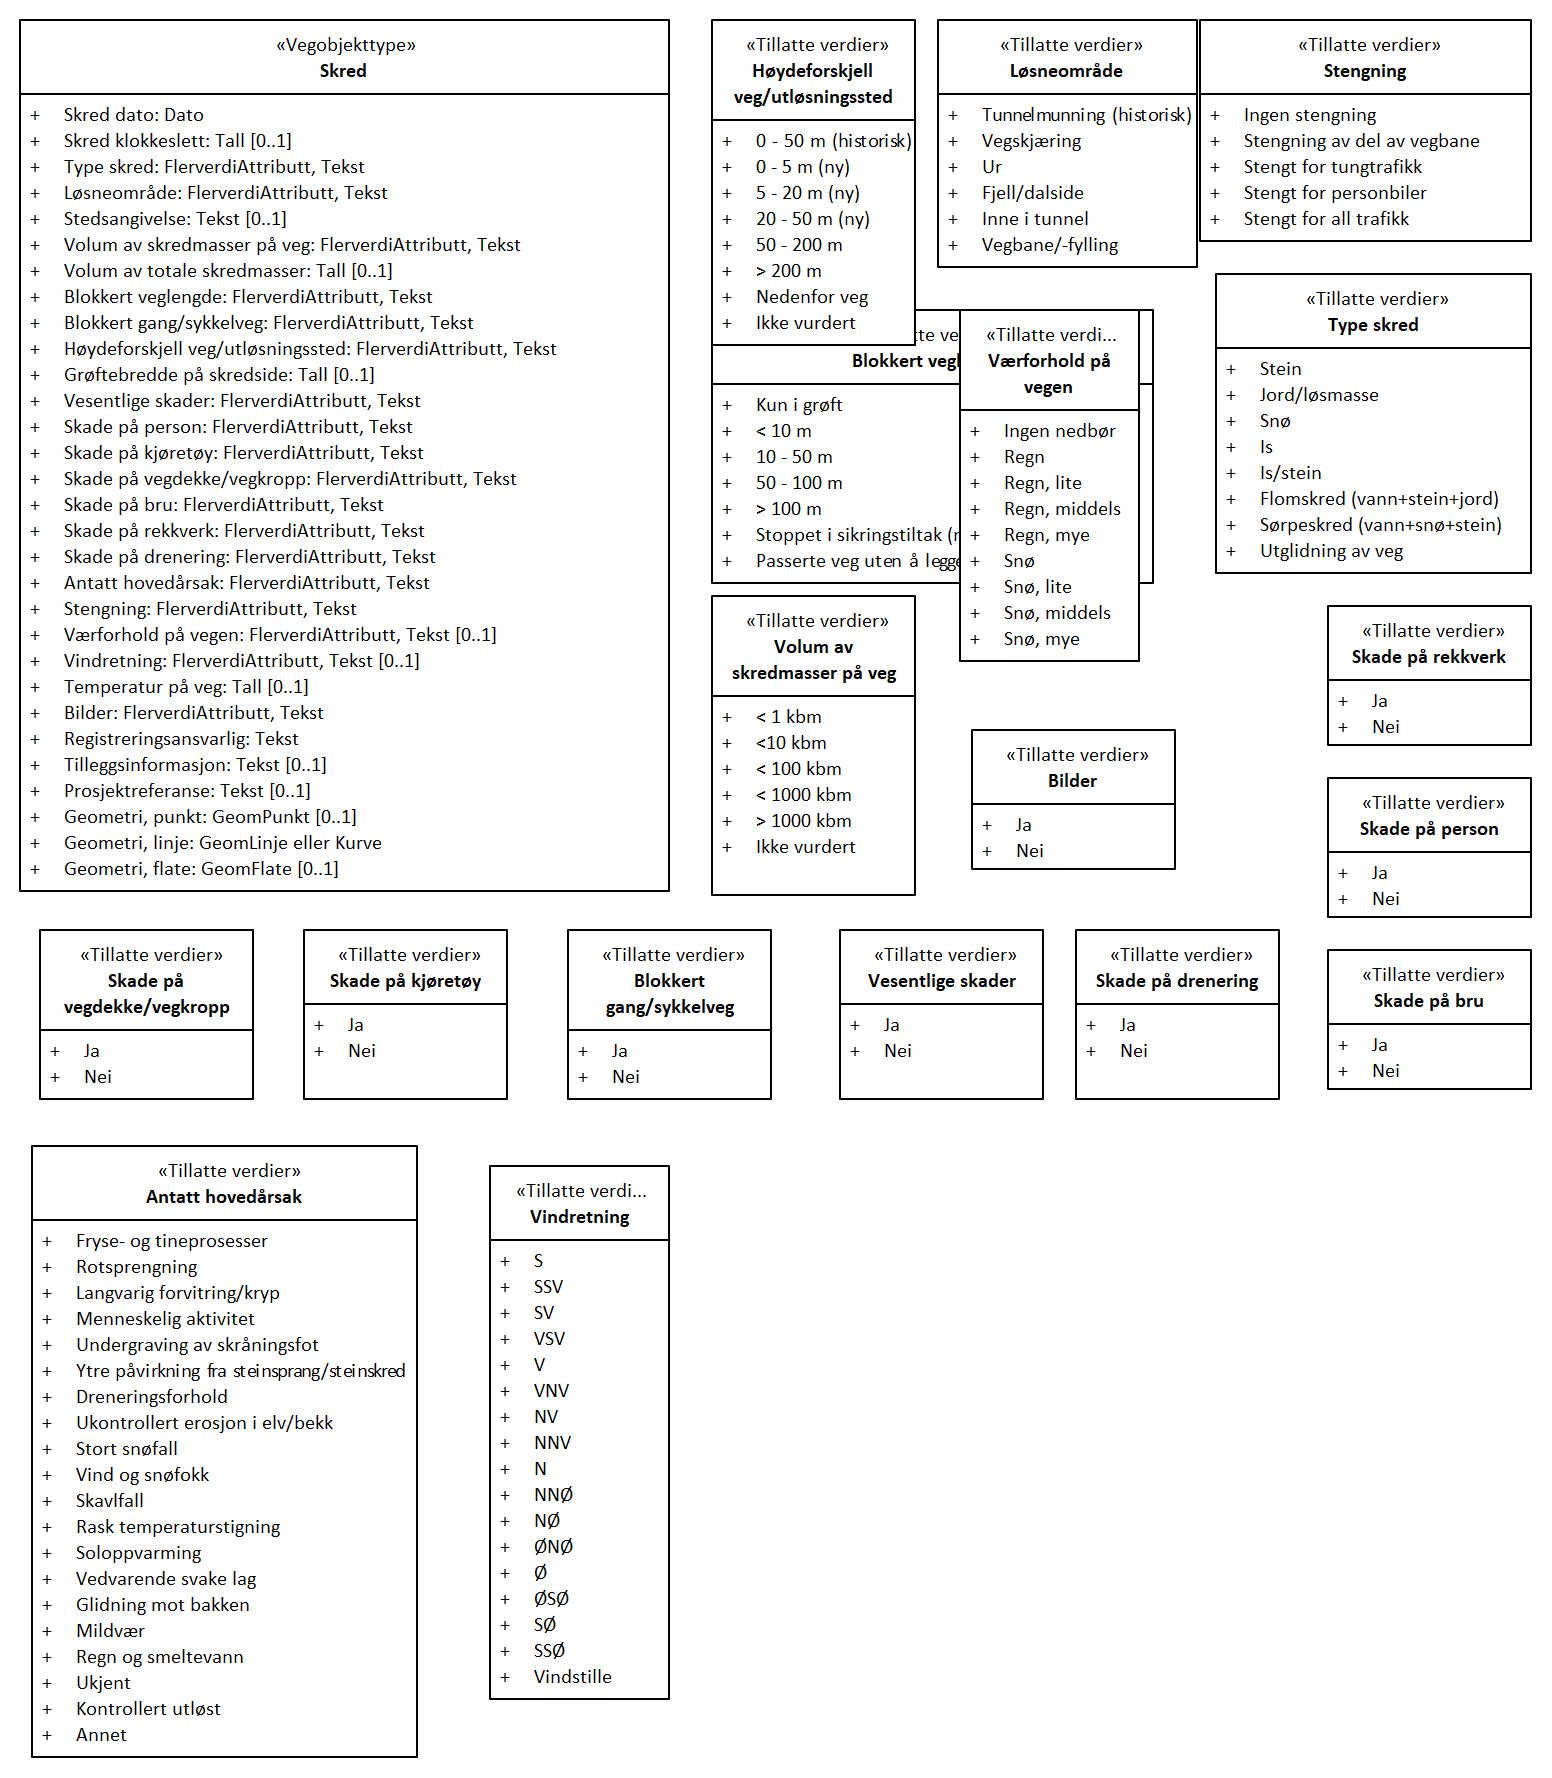 «Vegobjekttype»
Skred
+ Skred dato: Dato
+ Skred klokkeslett: Tall [0..1]
+ Type skred: FlerverdiAttributt, Tekst
+ Løsneområde: FlerverdiAttributt, Tekst
+ Stedsangivelse: Tekst [0..1]
+ Volum av skredmasser på veg: FlerverdiAttributt, Tekst
+ Volum av totale skredmasser: Tall [0..1]
+ Blokkert veglengde: FlerverdiAttributt, Tekst
+ Blokkert gang/sykkelveg: FlerverdiAttributt, Tekst
+ Høydeforskjell veg/utløsningssted: FlerverdiAttributt, Tekst
+ Grøftebredde på skredside: Tall [0..1]
+ Vesentlige skader: FlerverdiAttributt, Tekst
+ Skade på person: FlerverdiAttributt, Tekst
+ Skade på kjøretøy: FlerverdiAttributt, Tekst
+ Skade på vegdekke/vegkropp: FlerverdiAttributt, Tekst
+ Skade på bru: FlerverdiAttributt, Tekst
+ Skade på rekkverk: FlerverdiAttributt, Tekst
+ Skade på drenering: FlerverdiAttributt, Tekst
+ Antatt hovedårsak: FlerverdiAttributt, Tekst
+ Stengning: FlerverdiAttributt, Tekst
+ Værforhold på vegen: FlerverdiAttributt, Tekst [0..1]
+ Vindretning: FlerverdiAttributt, Tekst [0..1]
+ Temperatur på veg: Tall [0..1]
+ Bilder: FlerverdiAttributt, Tekst
+ Registreringsansvarlig: Tekst
+ Tilleggsinformasjon: Tekst [0..1]
+ Prosjektreferanse: Tekst [0..1]
+ Geometri, punkt: GeomPunkt [0..1]
+ Geometri, linje: GeomLinje eller Kurve
+ Geometri, flate: GeomFlate [0..1]
«Tillatte verdier»
Høydeforskjell
veg/utløsningssted
+ 0 - 50 m (historisk)
+ 0 - 5 m (ny)
+ 5 - 20 m (ny)
+ 20 - 50 m (ny)
+ 50 - 200 m
+ > 200 m
+ Nedenfor veg
+ Ikke vurdert
«Tillatte verdier»
Løsneområde
+ Tunnelmunning (historisk)
+ Vegskjæring
+ Ur
+ Fjell/dalside
+ Inne i tunnel
+ Vegbane/-fylling
«Tillatte verdier»
Stengning
+ Ingen stengning
+ Stengning av del av vegbane
+ Stengt for tungtrafikk
+ Stengt for personbiler
+ Stengt for all trafikk
Blokkert
+ Kun i grøft
+ < 10 m
+ 10 - 50 m
+ 50 - 100 m
+ > 100 m
+ Stoppet i sikringstiltak
+ Passerte veg uten å legge
«Tillatte verdi...
Værforhold på
vegen
+ Ingen nedbør
+ Regn
+ Regn, lite
+ Regn, middels
+ Regn, mye
+ Snø
+ Snø, lite
+ Snø, middels
+ Snø, mye
«Tillatte verdier»
Type skred
+ Stein
+ Jord/løsmasse
+ Snø
+ Is
+ Is/stein
+ Flomskred (vann+stein+jord)
+ Sørpeskred (vann+snø+stein)
+ Utglidning av veg
«Tillatte verdier»
Volum av
skredmasser på veg
+ < 1 kbm
+ <10 kbm
+ < 100 kbm
+ < 1000 kbm
+ > 1000 kbm
+ Ikke vurdert
«Tillatte verdier»
Bilder
+ Ja
+ Nei
«Tillatte verdier»
Skade på rekkverk
+ Ja
+ Nei
«Tillatte verdier»
Skade på person
+ Ja
+ Nei
«Tillatte verdier»
Skade på
vegdekke/vegkropp
+ Ja
+ Nei
«Tillatte verdier»
Skade på kjøretøy
+ Ja
+ Nei
«Tillatte verdier»
Blokkert
gang/sykkelveg
+ Ja
+ Nei
«Tillatte verdier»
Vesentlige skader
+ Ja
+ Nei
«Tillatte verdier»
Skade på drenering
+ Ja
+ Nei
«Tillatte verdier»
Skade på bru
+ Ja
+ Nei
«Tillatte verdier»
Antatt hovedårsak
+ Fryse- og tineprosesser
+ Rotsprengning
+ Langvarig forvitring/kryp
+ Menneskelig aktivitet
+ Undergraving av skråningsfot
+ Ytre påvirkning fra steinsprang/steinskred
+ Dreneringsforhold
+ Ukontrollert erosjon i elv/bekk
+ Stort snøfall
+ Vind og snøfokk
+ Skavlfall
+ Rask temperaturstigning
+ Soloppvarming
+ Vedvarende svake lag
+ Glidning mot bakken
+ Mildvær
+ Regn og smeltevann
+ Ukjent
+ Kontrollert utløst
+ Annet
«Tillatte verdi...
Vindretning
+ S
+ SSV
+ SV
+ VSV
+ V
+ VNV
+ NV
+ NNV
+ N
+ NNØ
+ NØ
+ ØNØ
+ Ø
+ ØSØ
+ SØ
+ SSØ
+ Vindstille